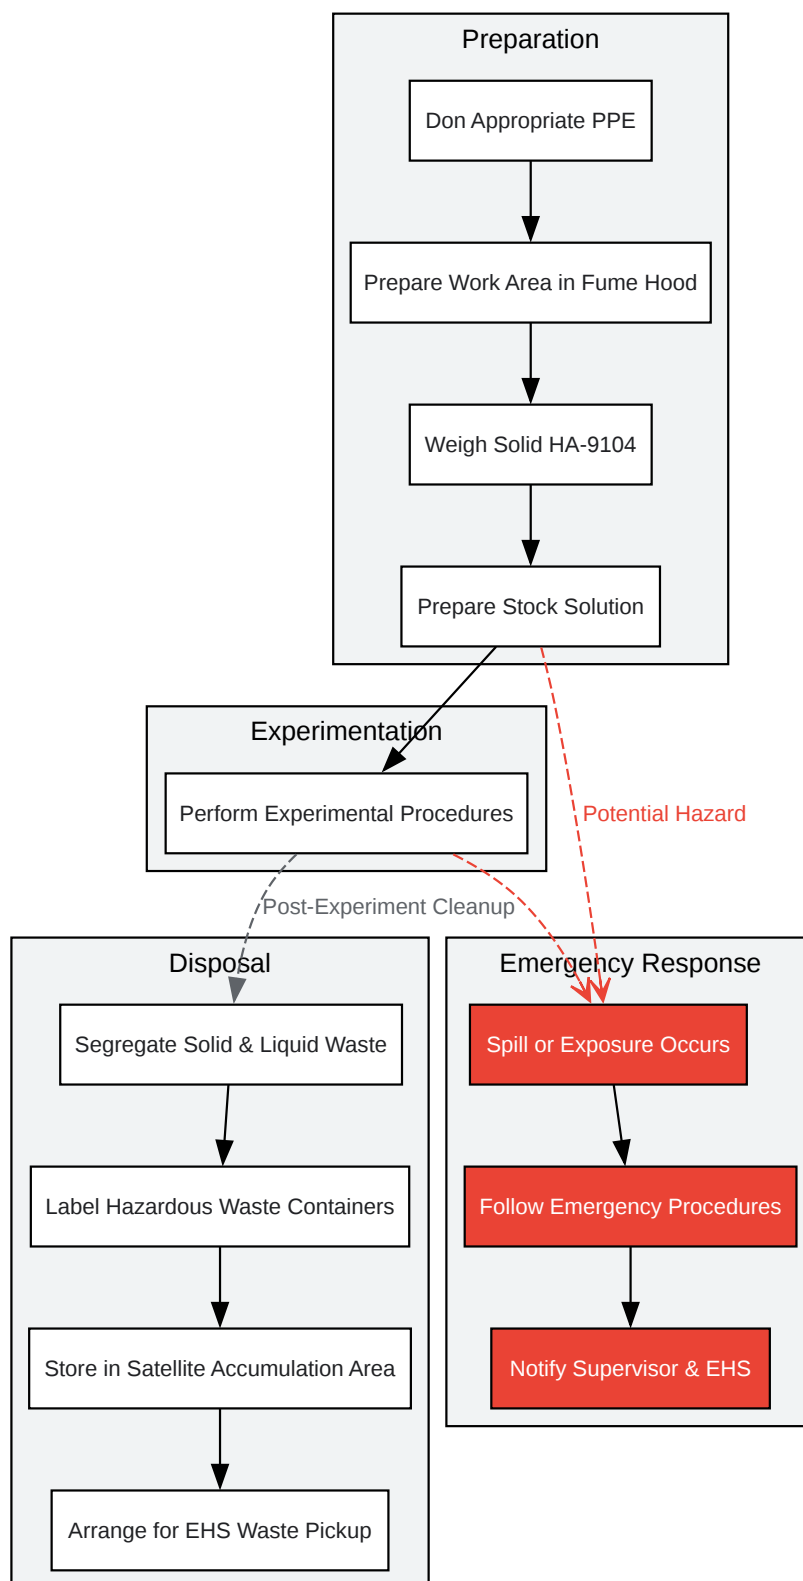 Preparation
Don Appropriate PPE
Prepare Work Area in Fume Hood
Weigh Solid HA-9104
Prepare Stock Solution
Experimentation
Perform Experimental Procedures
Potential Hazard
Post-Experiment Cleanup
Disposal
Segregate Solid & Liquid Waste
Label Hazardous Waste Containers
Store in Satellite Accumulation Area
Arrange for EHS Waste Pickup
Emergency Response
Spill or Exposure Occurs
Follow Emergency Procedures
Notify Supervisor & EHS